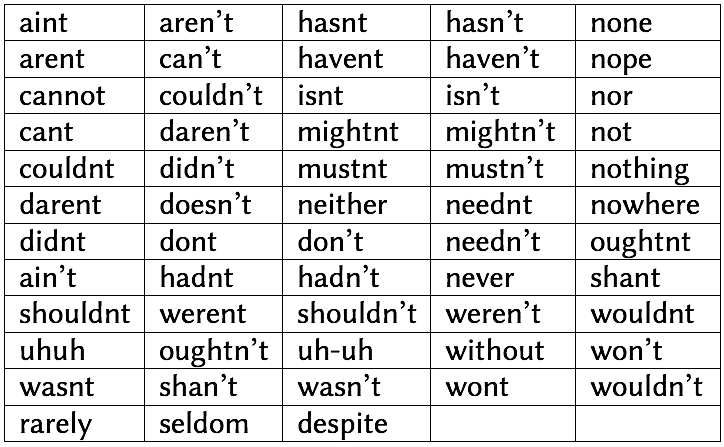 aint aren't hasnt hasn't none
arent can't havent haven't nope
cannot couldn't isnt isn't nor
cant daren't mightnt mightn't not
couldnt didn't mustnt mustn't nothing
darent doesn't neither neednt nowhere
didnt dont don't needn't oughtnt
ain't hadnt hadn't never shant
shouldnt werent shouldn't weren't wouldnt
uhuh oughtn't uh-uh without won't
wasnt shan't wasn't wont wouldn't
rarely seldom despite